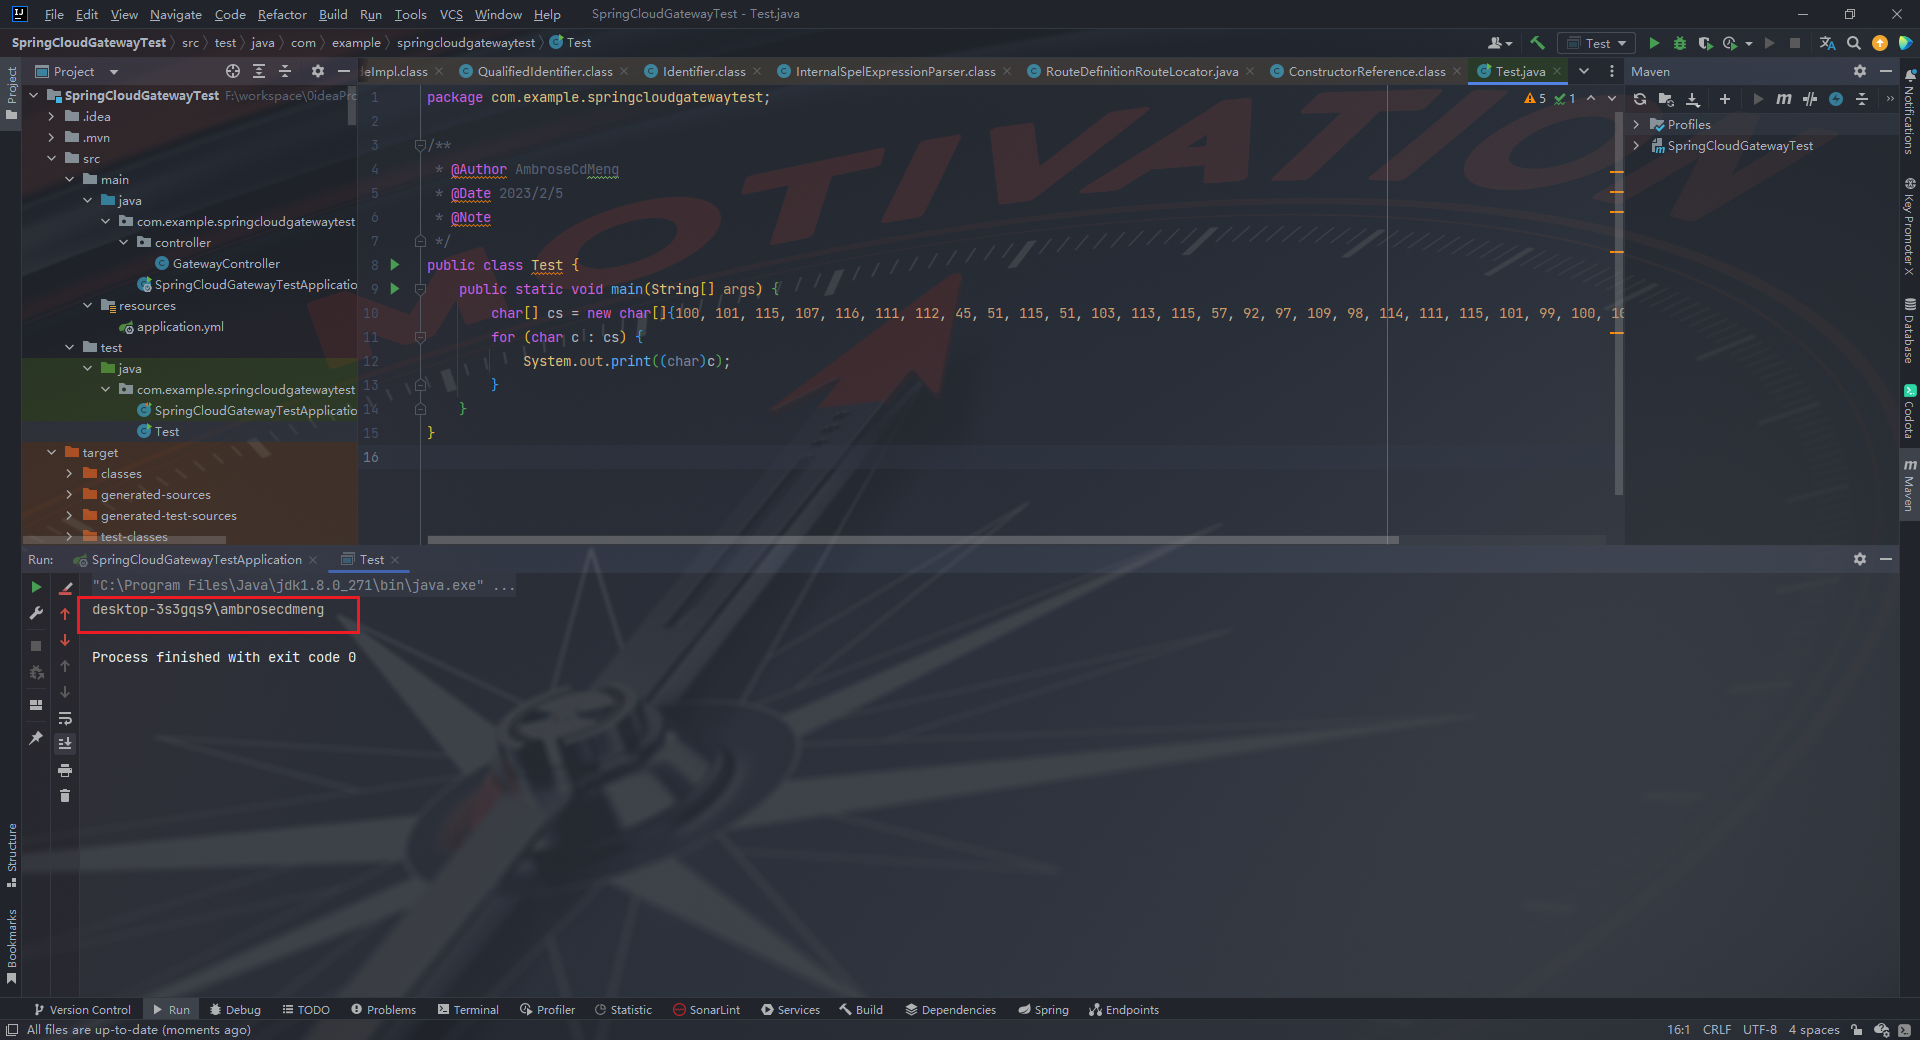 File Edit View Navigate Code Refactor Build Run Tools VCS Window Help SpringCloudGatewayTest - Test.java
SpringCloudGatewayTest src test java com example springcloudgatewaytest Test
Test
Project
deImpl.class QualifiedIdentifier.class Identifier.class InternalSpelExpressionParser.class RouteDefinitionRouteLocator.java ConstructorReference.class Test.java
Maven
Project
SpringCloudGatewayTest F:\workspace\0ideaPro
.idea
.mvn
src
main
java
com.example.springcloudgatewaytest
controller
GatewayController
SpringCloudGatewayTestApplicatio
resources
application.yml
test
java
com.example.springcloudgatewaytest
SpringCloudGatewayTestApplicatio
Test
target
classes
generated-sources
generated-test-sources
test-classes
1 package com.example.springcloudgatewaytest;
2
3 /**
4 * @Author AmbroseCdMeng
5 * @Date 2023/2/5
6 * @Note
7 */
8 public class Test {
9 public static void main(String[] args) {
10 char[] cs = new char[]{100, 101, 115, 107, 116, 111, 112, 45, 51, 115, 51, 103, 113, 115, 57, 92, 97, 109, 98, 114, 111, 115, 101, 99, 100, 10
11 for (char c : cs) {
12 System.out.print((char)c);
13 }
14 }
15 }
16
5 1
MOTIVATION
Profiles
SpringCloudGatewayTest
Notifications
Key Promoter X
Database
Codota
Maven
Run: SpringCloudGatewayTestApplication Test
"C:\Program Files\Java\jdk1.8.0_271\bin\java.exe" ...
desktop-3s3gqs9\ambrosecdmeng
Process finished with exit code 0
Structure
Bookmarks
Version Control Run Debug TODO Problems Terminal Profiler Statistic SonarLint Services Build Dependencies Spring Endpoints
All files are up-to-date (moments ago)
16:1 CRLF UTF-8 4 spaces